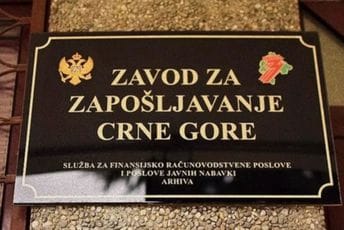 ZAVOD ZA
ZAPOŠLJAVANJE
CRNE GORE
SLUŽBA ZA FINANSIJSKO RAČUNOVODSTVENE POSLOVE
I POSLOVE JAVNIH NABAVKI
ARHIVA